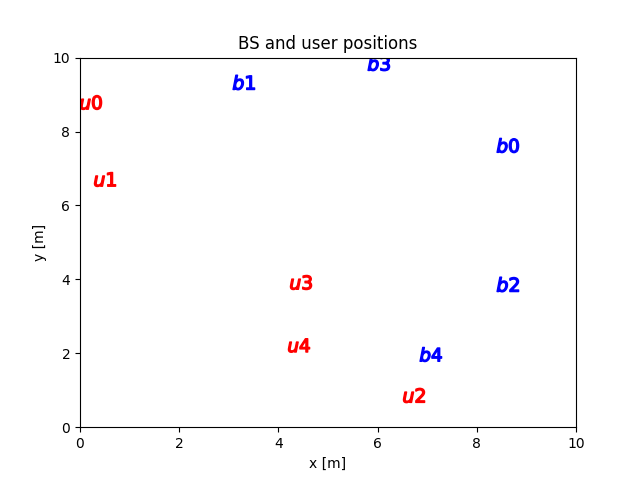 BS and user positions
10
b3
b1
u0
8
b0
u1
6
y [m]
4
u3
b2
u4
2
b4
u2
0
0 2 4 6 8 10
x [m]